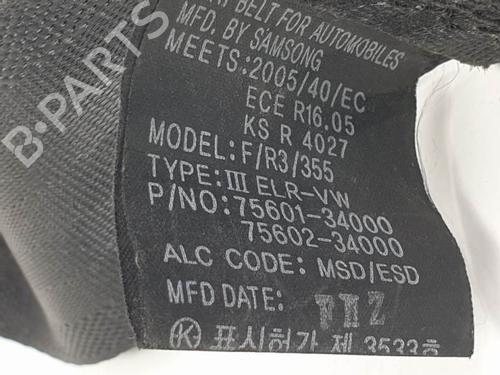 BELT FOR AUTOMOBILES
MFD. BY SAMSONG
MEETS:2005/40/EC
ECE R16.05
KS R 4027
MODEL: F/R3/355
TYPE: III ELR-VW
P/NO: 75601-34000
75602-34000
ALC CODE: MSD/ESD
MFD DATE:
K 표시허가 제 3533호
B-PARTS